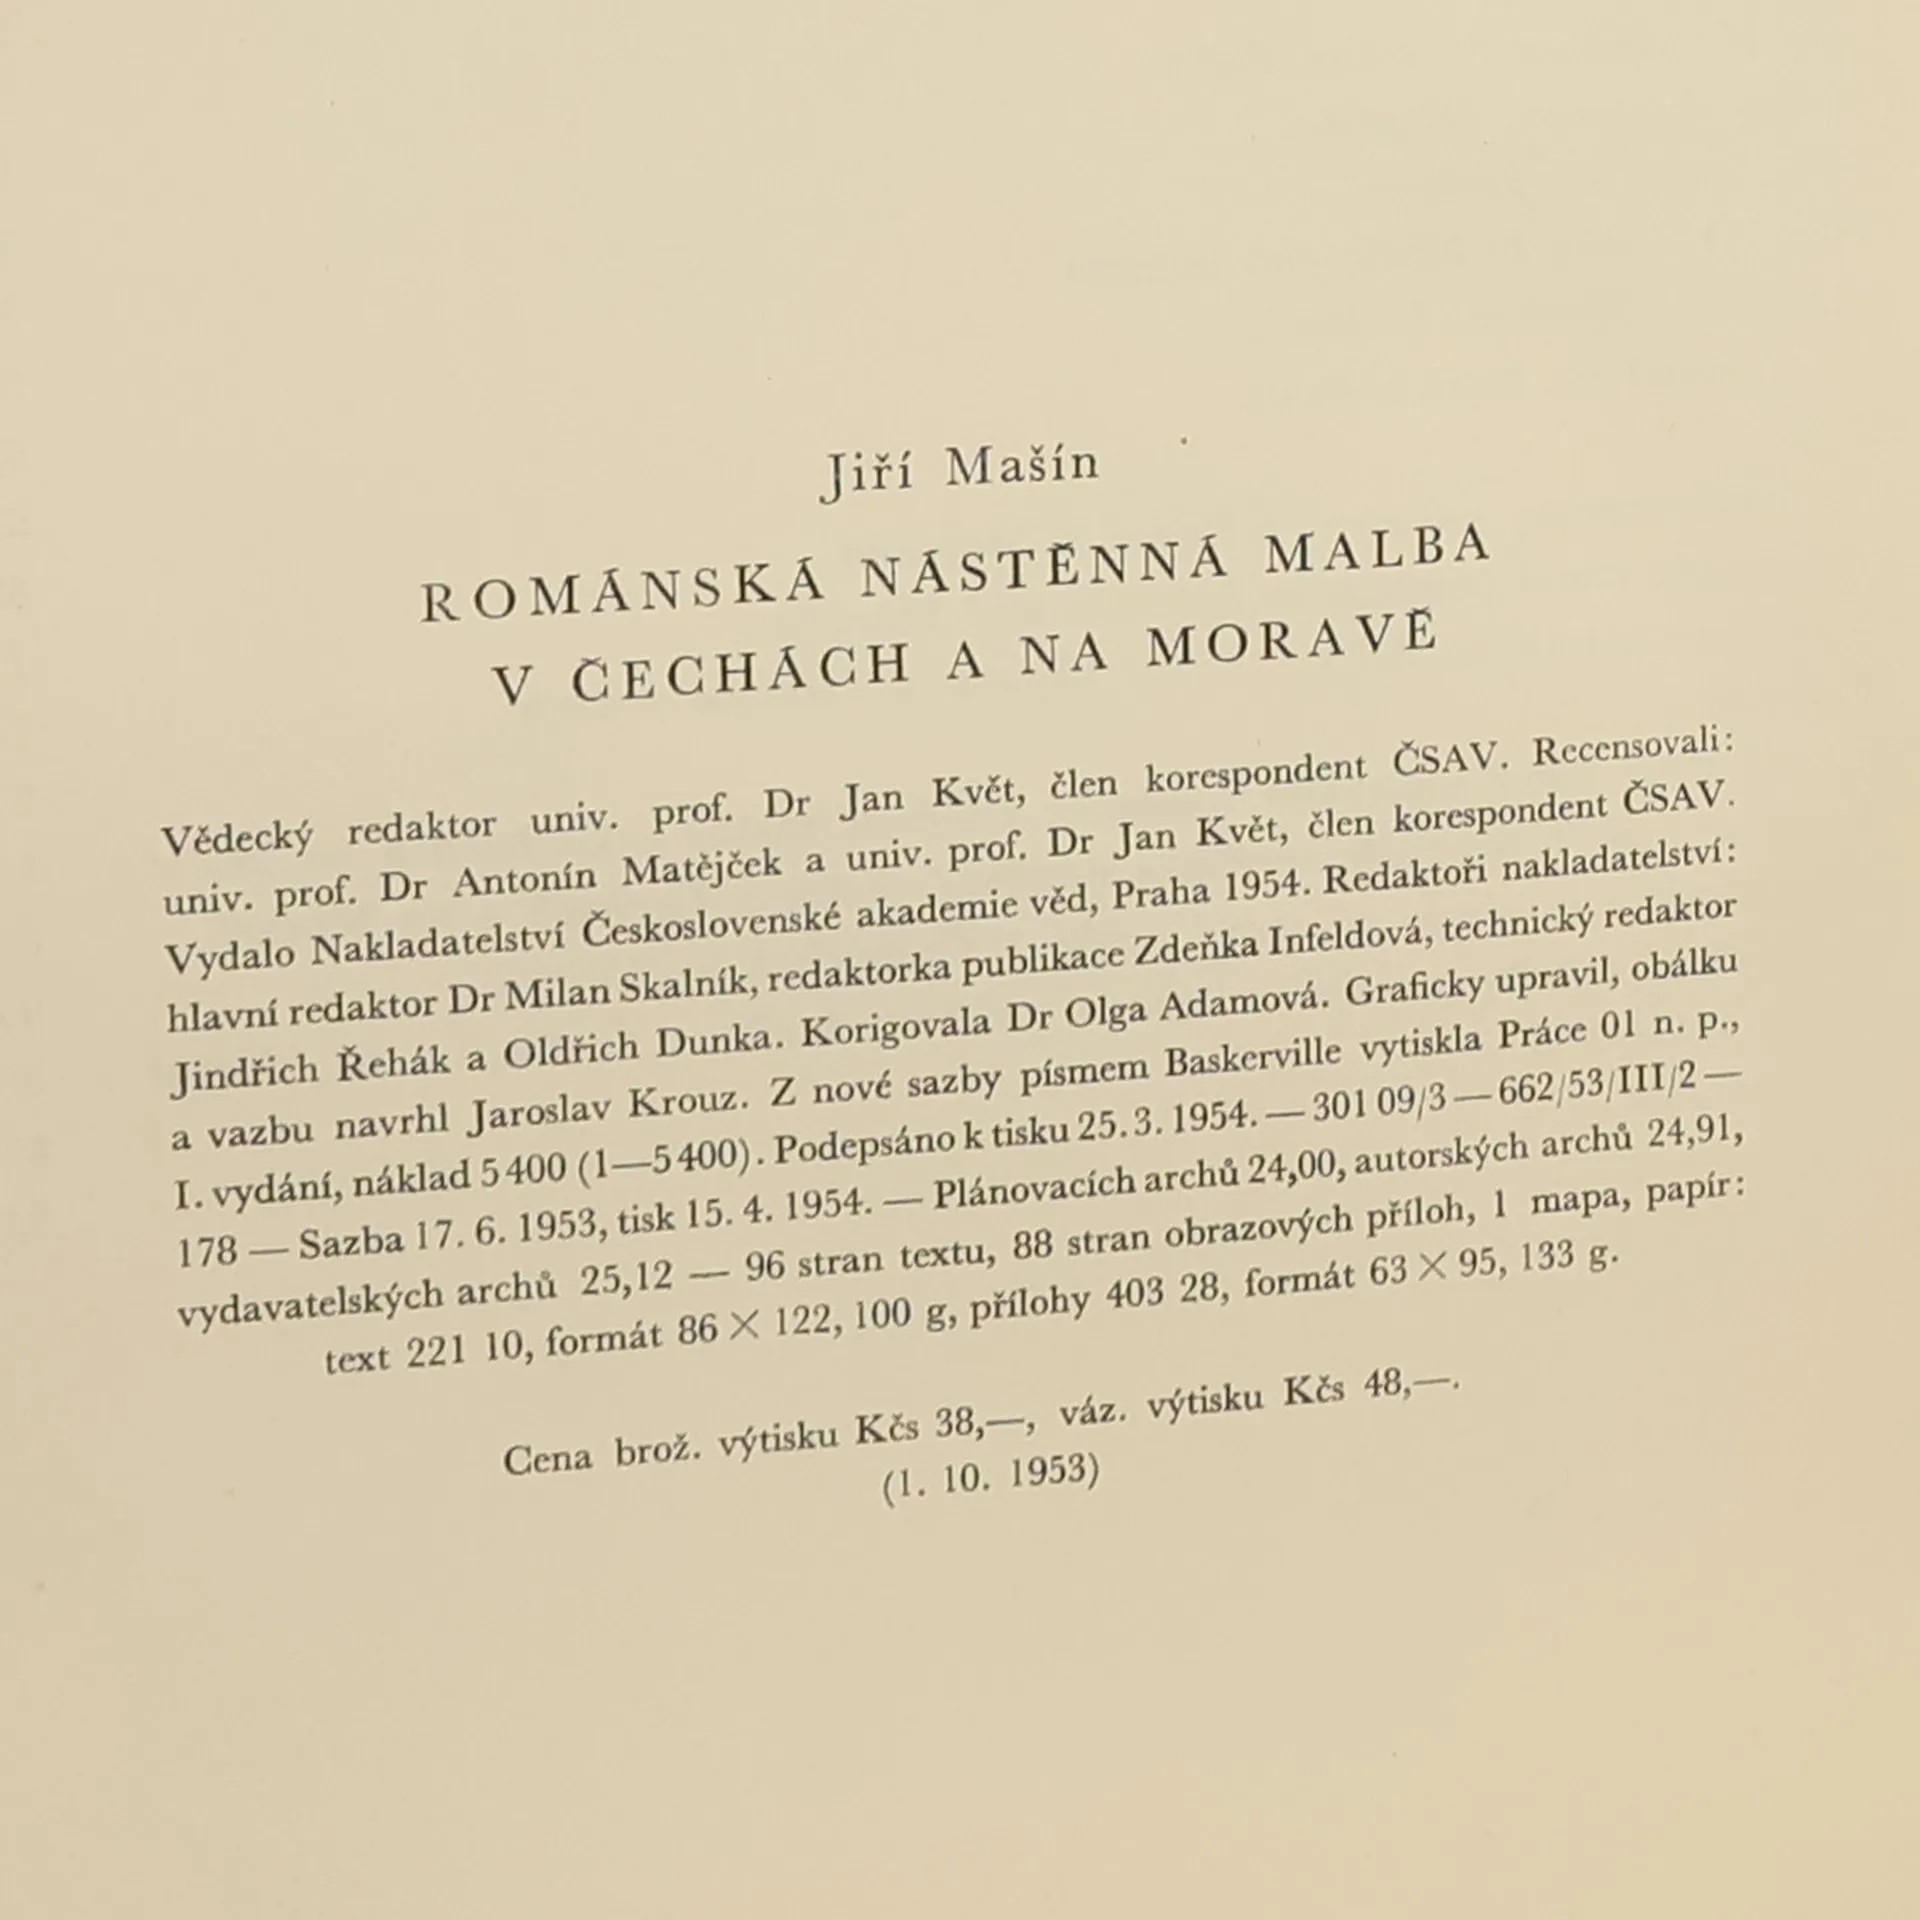 Jiří Mašín
ROMÁNSKÁ NÁSTĚNNÁ MALBA
V ČECHÁCH A NA MORAVĚ
Vědecký redaktor univ. prof. Dr Jan Květ, člen korespondent ČSAV. Recensovali:
univ. prof. Dr Antonín Matějček a univ. prof. Dr Jan Květ, člen korespondent ČSAV.
Vydalo Nakladatelství Československé akademie věd, Praha 1954. Redaktoři nakladatelství:
hlavní redaktor Dr Milan Skalník, redaktorka publikace Zdeňka Infeldová, technický redaktor
Jindřich Řehák a Oldřich Dunka. Korigovala Dr Olga Adamová. Graficky upravil, obálku
a vazbu navrhl Jaroslav Krouz. Z nové sazby písmem Baskerville vytiskla Práce 01 n. p.,
I. vydání, náklad 5 400 (1—5 400). Podepsáno k tisku 25. 3. 1954. — 301 09/3 — 662/53/III/2 —
178 — Sazba 17. 6. 1953, tisk 15. 4. 1954. — Plánovacích archů 24,00, autorských archů 24,91,
vydavatelských archů 25,12 — 96 stran textu, 88 stran obrazových příloh, 1 mapa, papír:
text 221 10, formát 86 × 122, 100 g, přílohy 403 28, formát 63 × 95, 133 g.
Cena brož. výtisku Kčs 38,—, váz. výtisku Kčs 48,—.
(1. 10. 1953)